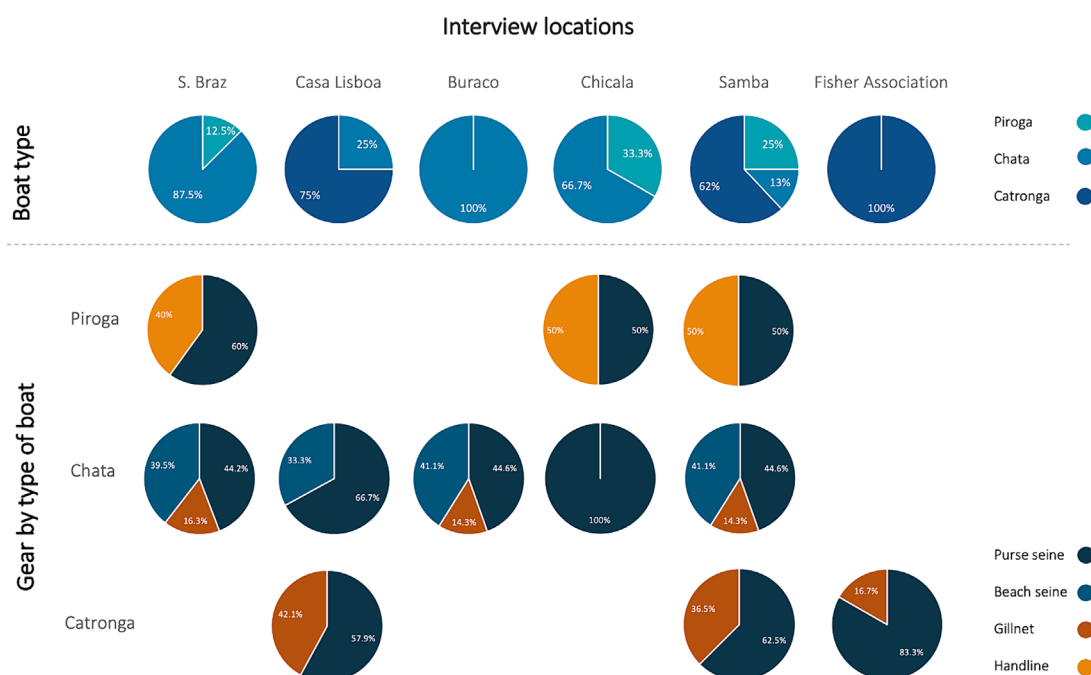 Interview locations
S. Braz Casa Lisboa Buraco Chicala Samba Fisher Association
Boat type
12.5% 87.5% 25% 75% 100% 33.3% 66.7% 25% 13% 62% 100%
Piroga
Chata
Catronga
Gear by type of boat
Piroga
40% 60% 50% 50% 50% 50%
Chata
39.5% 44.2% 16.3% 33.3% 66.7% 41.1% 44.6% 14.3% 100% 41.1% 44.6% 14.3%
Catronga
42.1% 57.9% 36.5% 62.5% 16.7% 83.3%
Purse seine
Beach seine
Gillnet
Handline